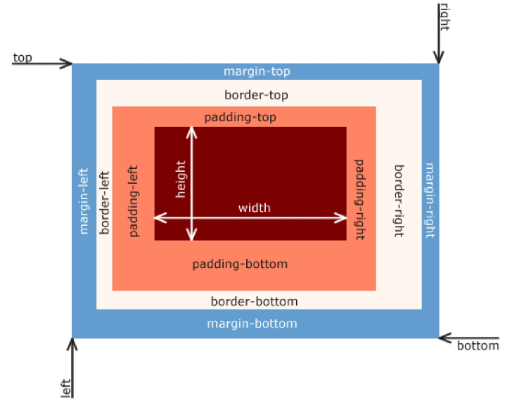 right
top
margin-top
border-top
padding-top
margin-left
border-left
padding-left
height
width
padding-right
border-right
margin-right
padding-bottom
border-bottom
margin-bottom
bottom
left